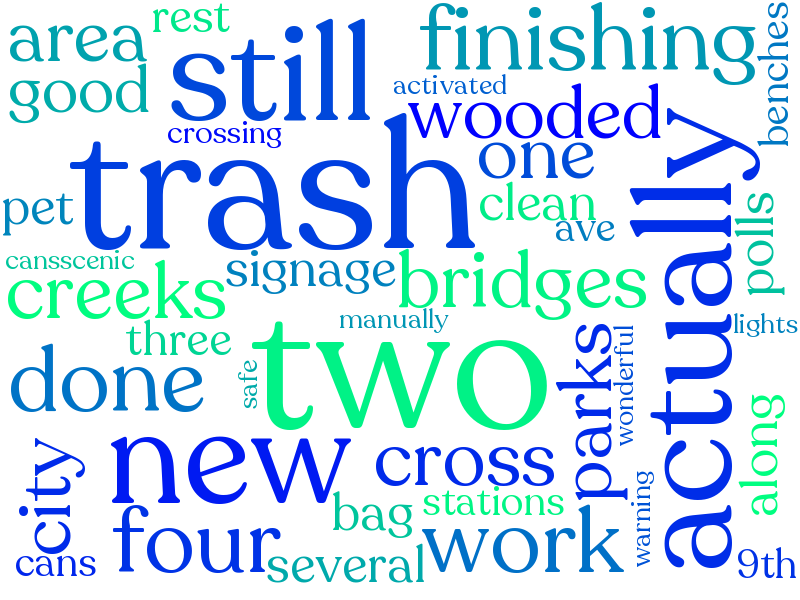 rest
area
still
finishing
benches
good
activated
wooded
crossing
trash
one
actually
pet
clean
ave
polls
cansscenic
signage
bridges
creeks
manually
lights
three
two
parks
wonderful
done
safe
new
cross
along
city
bag
stations
warning
four
work
cans
several
9th